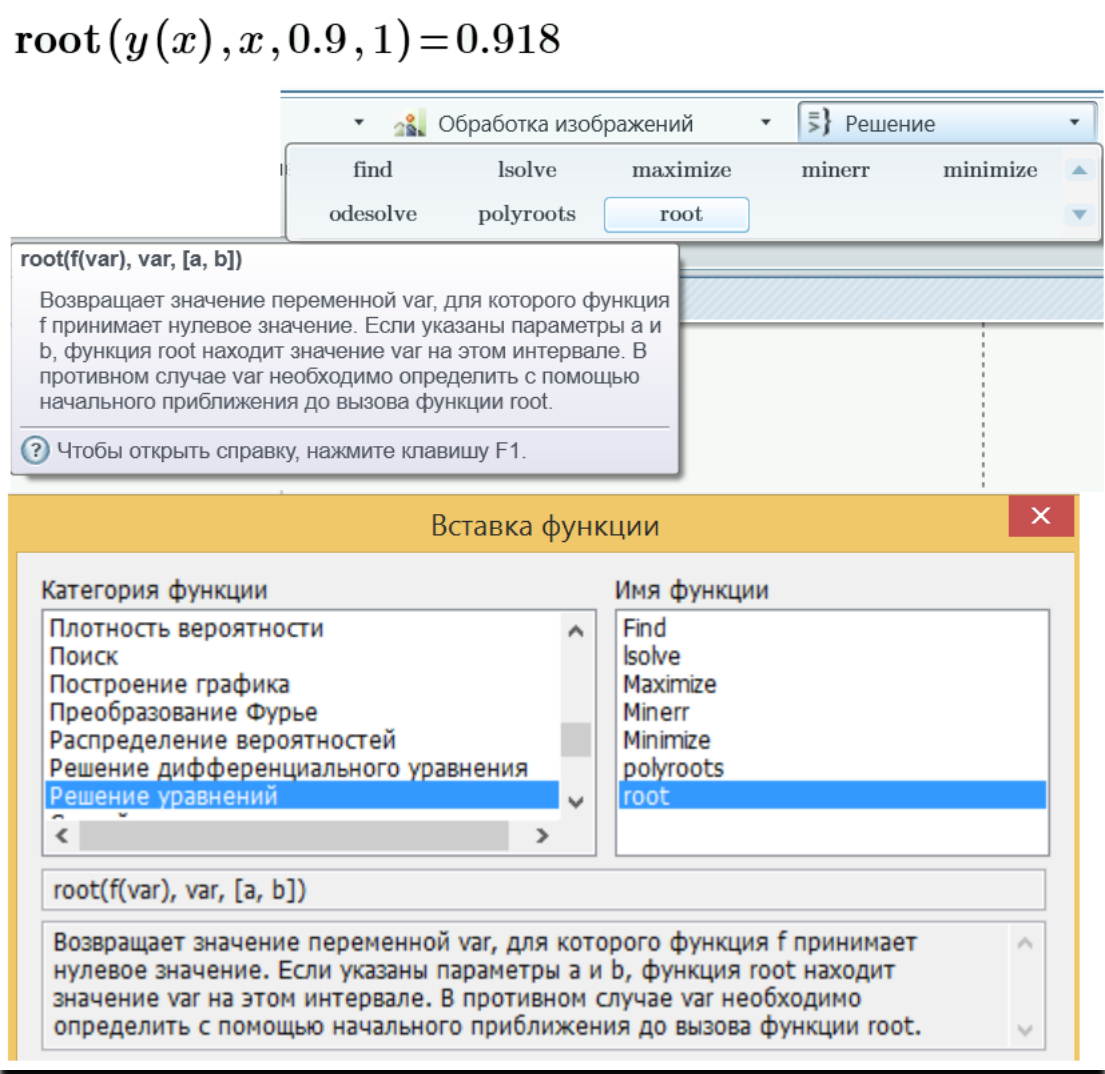 root(y(x),x,0.9,1)=0.918
Обработка изображений Решение
find lsolve maximize minerr minimize
odesolve polyroots root
root(f(var), var, [a, b])
Возвращает значение переменной var, для которого функция
f принимает нулевое значение. Если указаны параметры a и
b, функция root находит значение var на этом интервале. В
противном случае var необходимо определить с помощью
начального приближения до вызова функции root.
Чтобы открыть справку, нажмите клавишу F1.
Вставка функции
Категория функции
Плотность вероятности
Поиск
Построение графика
Преобразование Фурье
Распределение вероятностей
Решение дифференциального уравнения
Решение уравнений
Имя функции
Find
lsolve
Maximize
Minerr
Minimize
polyroots
root
root(f(var), var, [a, b])
Возвращает значение переменной var, для которого функция f принимает
нулевое значение. Если указаны параметры a и b, функция root находит
значение var на этом интервале. В противном случае var необходимо
определить с помощью начального приближения до вызова функции root.